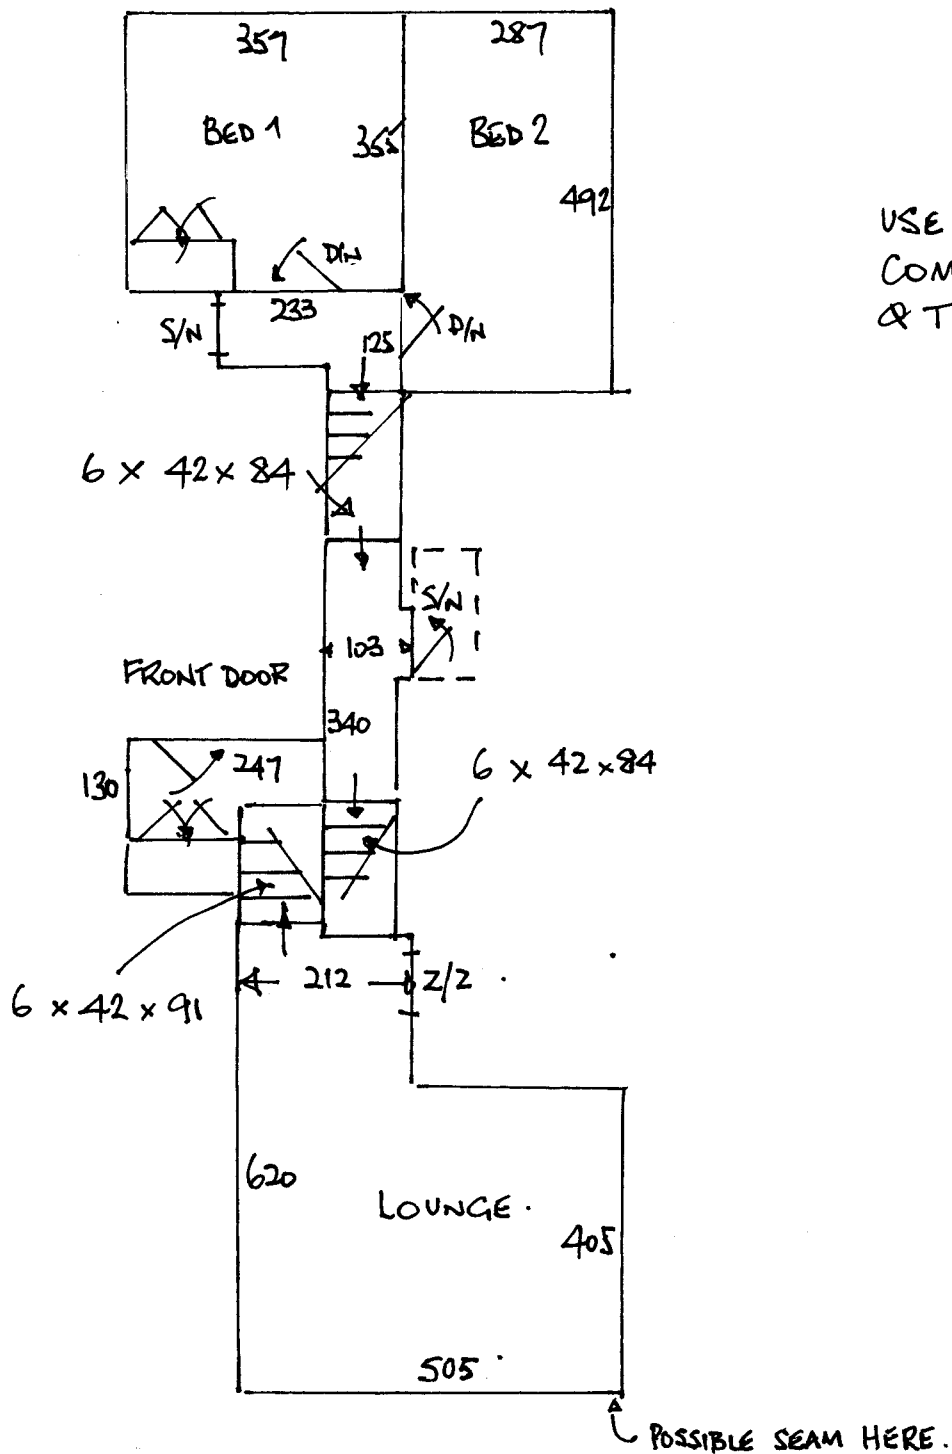 357
287
BED 1
BED 2
492
D/N
233
S/N
125
D/N
6 x 42 x 84
S/N
103
FRONT DOOR
340
247
130
6 x 42 x 84
212
Z/Z
6 x 42 x 91
620
LOUNGE.
405
505
POSSIBLE SEAM HERE.
USE
COM
& T